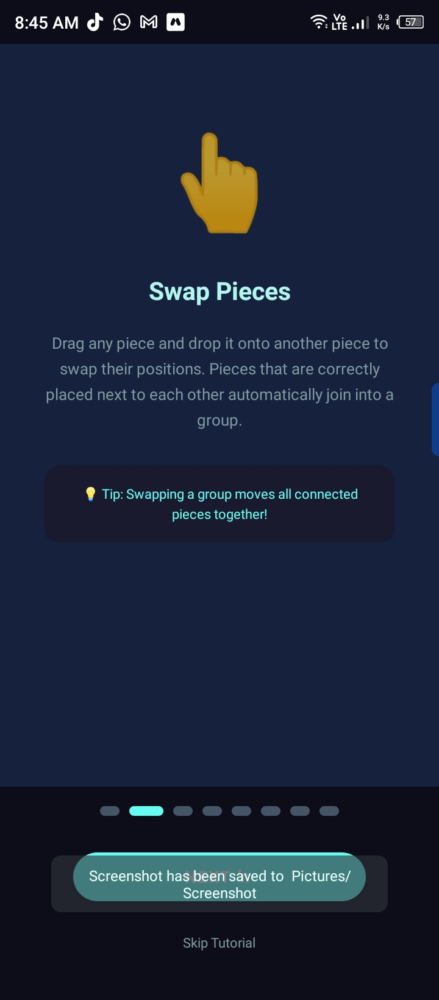 8:45 AM
Vo
LTE
9.3
K/s
57
Swap Pieces
Drag any piece and drop it onto another piece to
swap their positions. Pieces that are correctly
placed next to each other automatically join into a
group.
💡 Tip: Swapping a group moves all connected
pieces together!
NEXT
Screenshot has been saved to Pictures/
Screenshot
Skip Tutorial